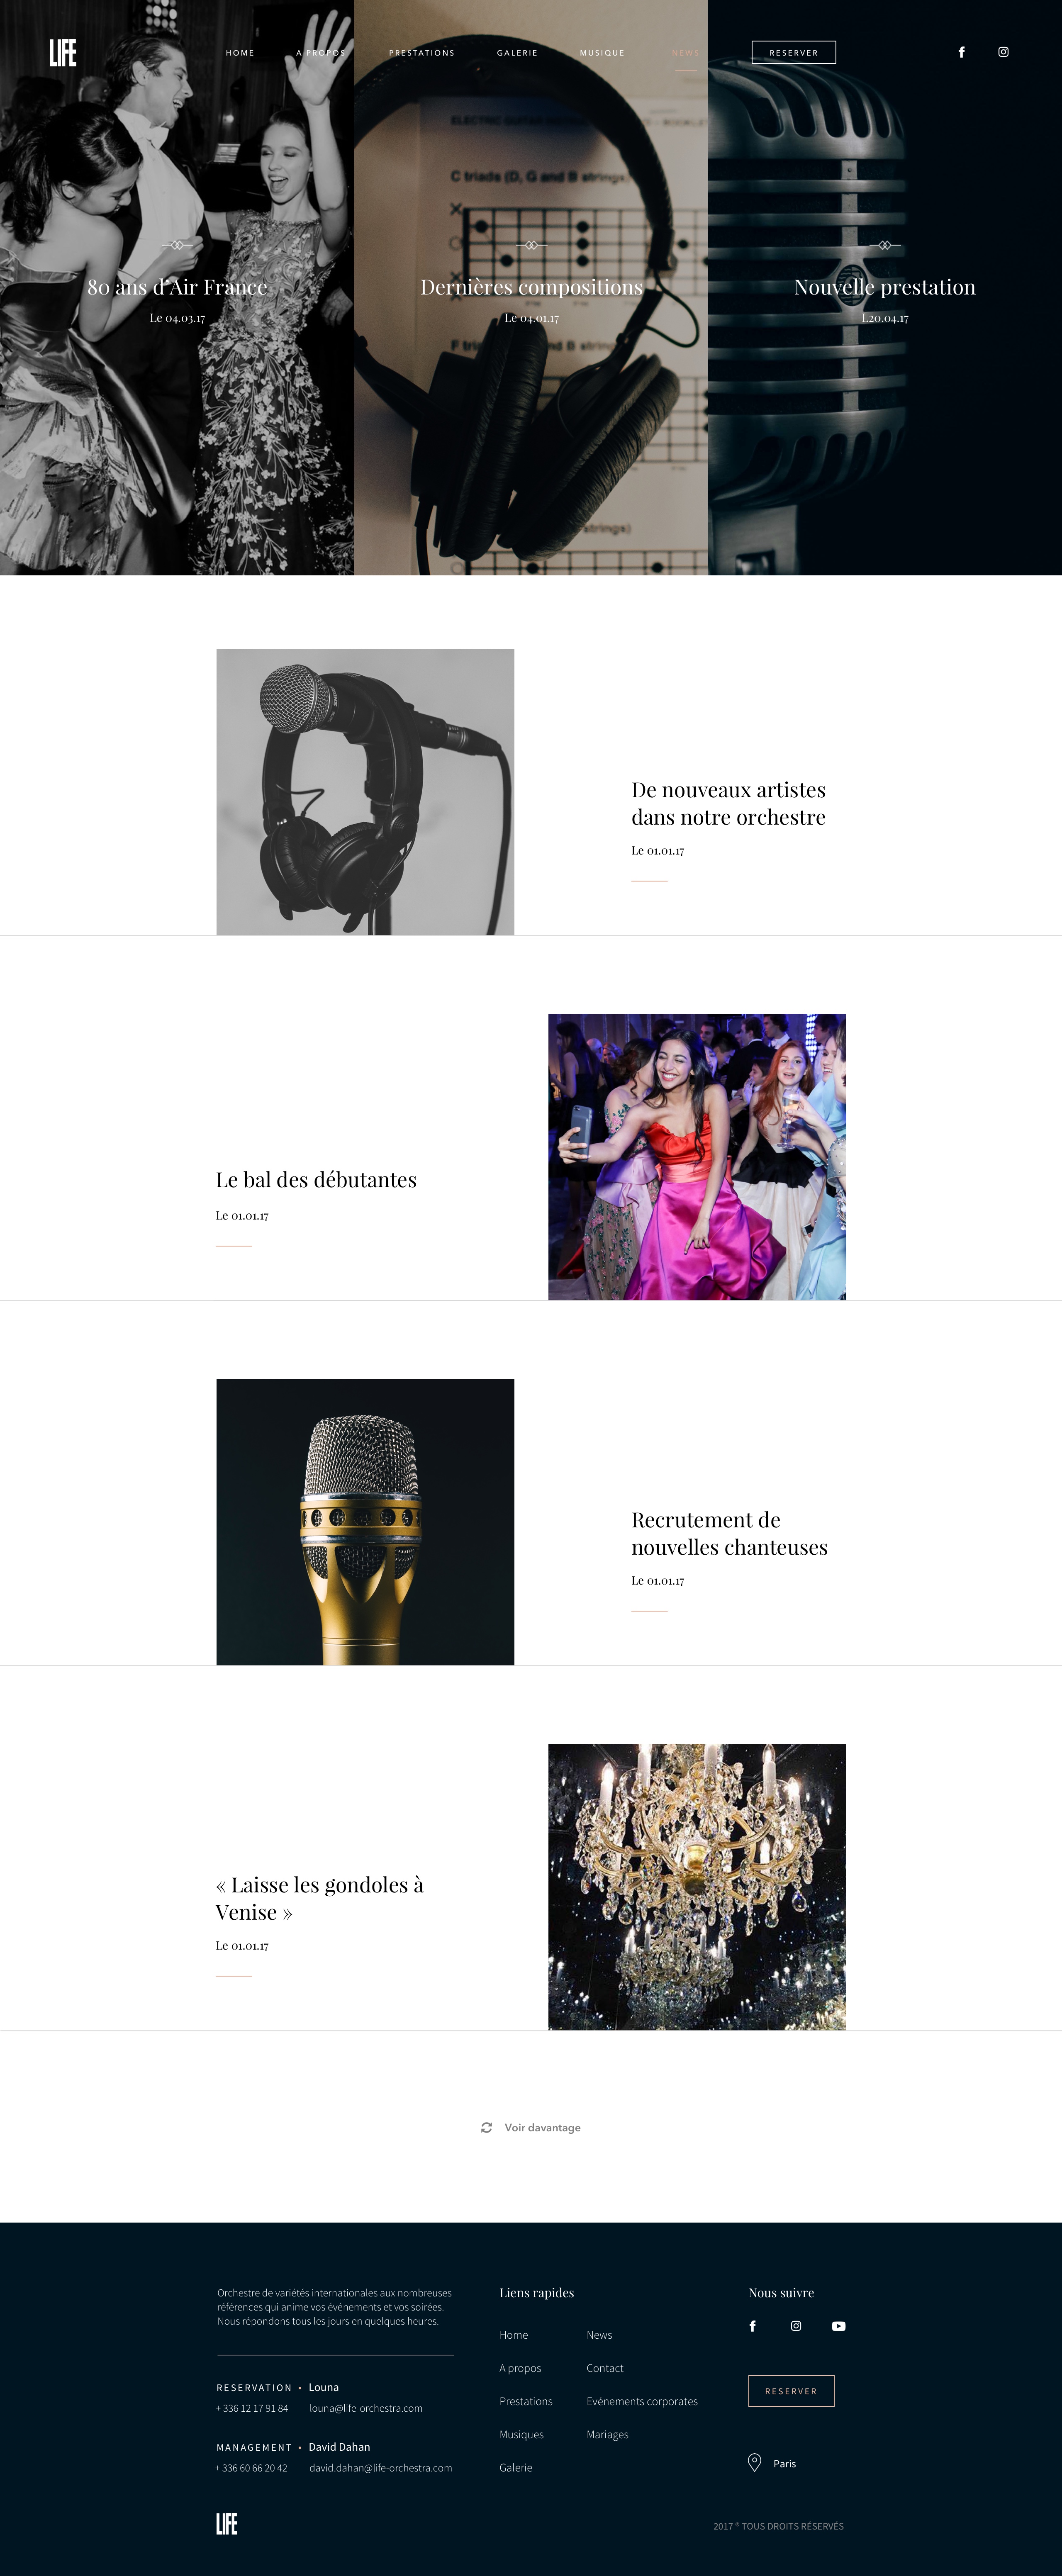 LIFE
HOME A PROPOS PRESTATIONS GALERIE MUSIQUE NEWS RESERVER
C triads (D, G and B strings
80 ans d'Air France
Le 04.03.17
Dernières compositions
Le 04.01.17
Nouvelle prestation
L20.04.17
strings)
De nouveaux artistes
dans notre orchestre
Le 01.01.17
Le bal des débutantes
Le 01.01.17
Recrutement de
nouvelles chanteuses
Le 01.01.17
« Laisse les gondoles à
Venise »
Le 01.01.17
Voir davantage
Orchestre de variétés internationales aux nombreuses
références qui anime vos événements et vos soirées.
Nous répondons tous les jours en quelques heures.
RESERVATION • Louna
+ 336 12 17 91 84 louna@life-orchestra.com
MANAGEMENT • David Dahan
+ 336 60 66 20 42 david.dahan@life-orchestra.com
Liens rapides
Home News
A propos Contact
Prestations Evénements corporates
Musiques Mariages
Galerie
Nous suivre
RESERVER
Paris
LIFE
2017 ® TOUS DROITS RÉSERVÉS